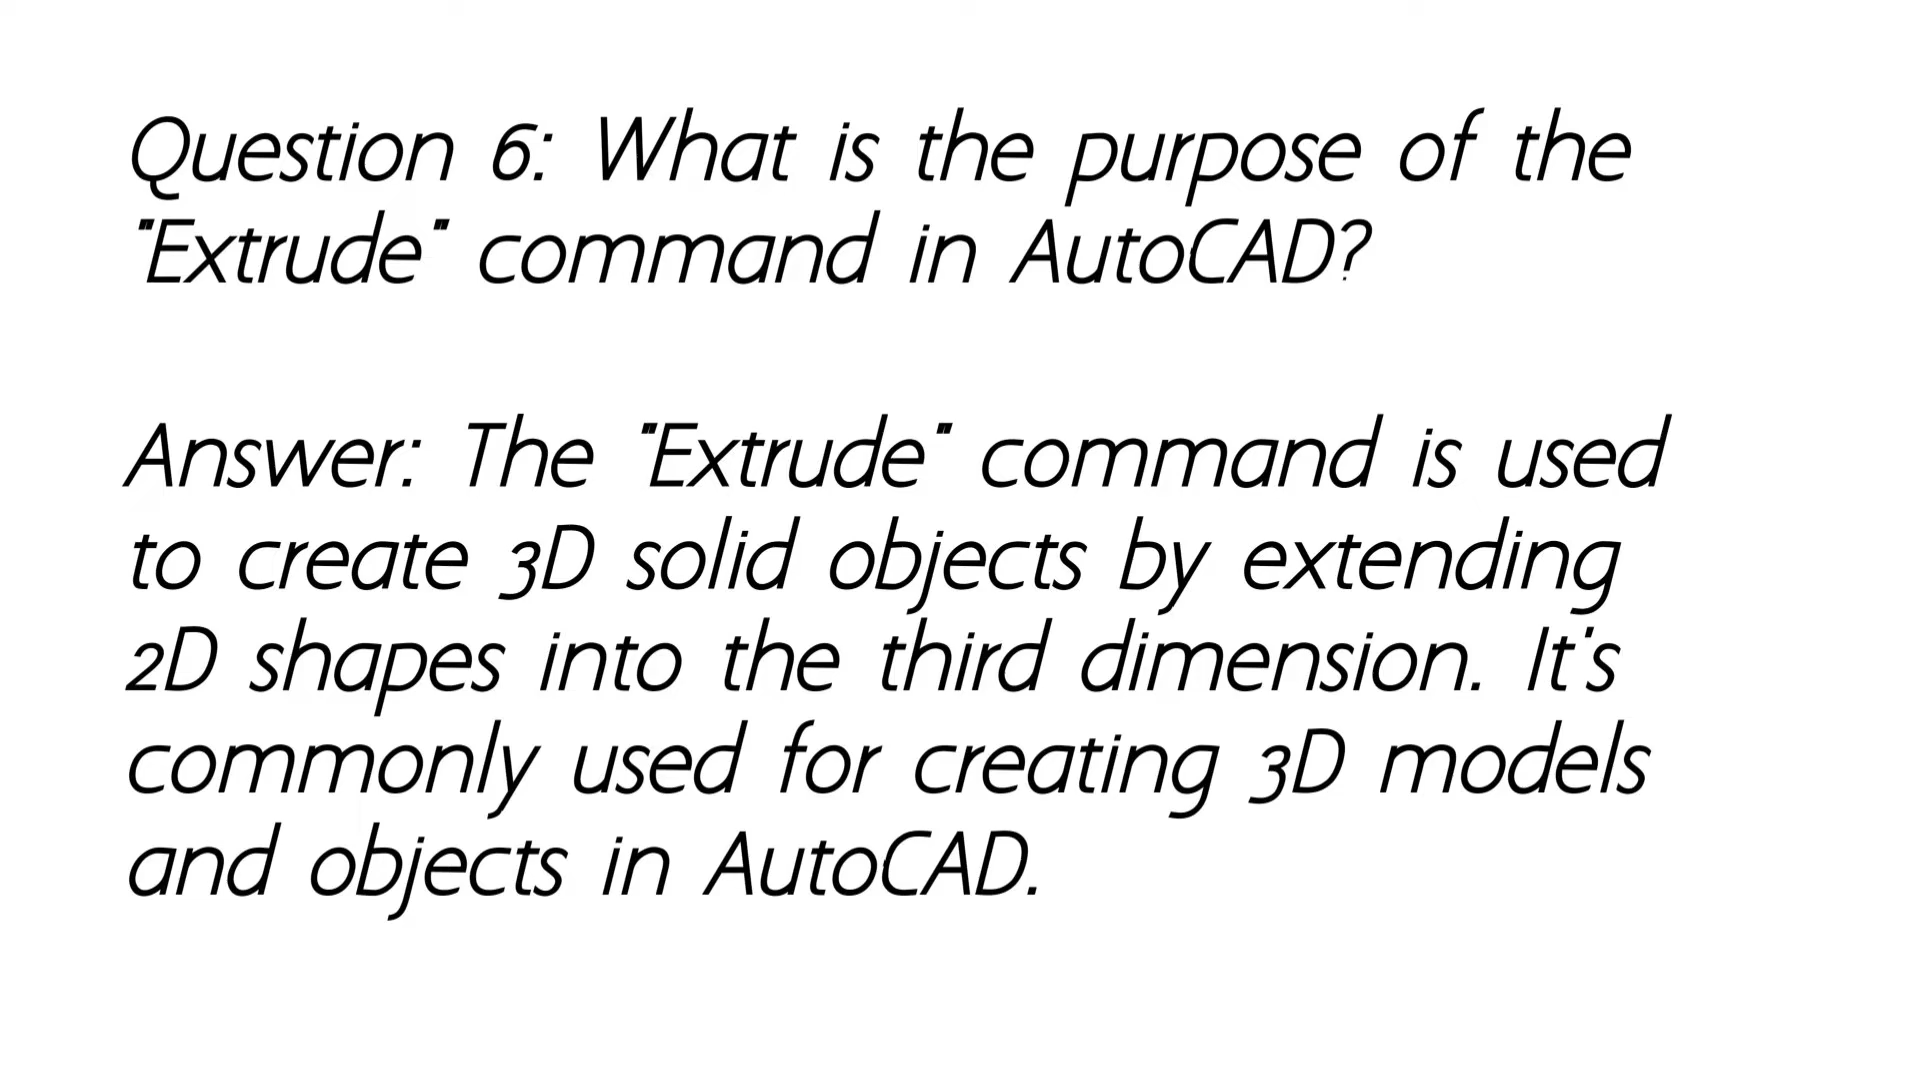 Question 6: What is the purpose of the
"Extrude" command in AutoCAD?
Answer: The "Extrude" command is used
to create 3D solid objects by extending
2D shapes into the third dimension. It's
commonly used for creating 3D models
and objects in AutoCAD.